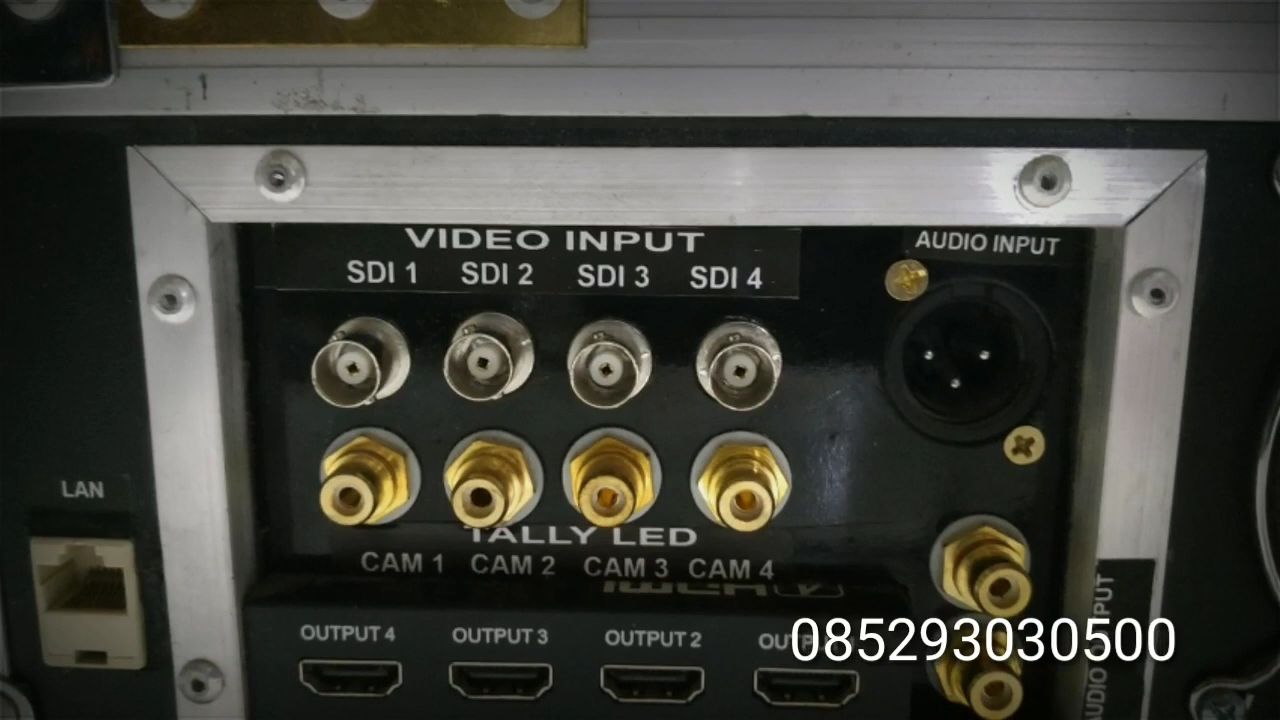 VIDEO INPUT
SDI 1 SDI 2 SDI 3 SDI 4
AUDIO INPUT
LAN
TALLY LED
CAM 1 CAM 2 CAM 3 CAM 4
HDMI
OUTPUT 4 OUTPUT 3 OUTPUT 2
085293030500